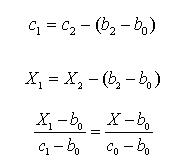 c₁ = c₂ − (b₂ − b₀)
X₁ = X₂ − (b₂ − b₀)
(X₁ − b₀)/(c₁ − b₀) = (X − b₀)/(c₀ − b₀)